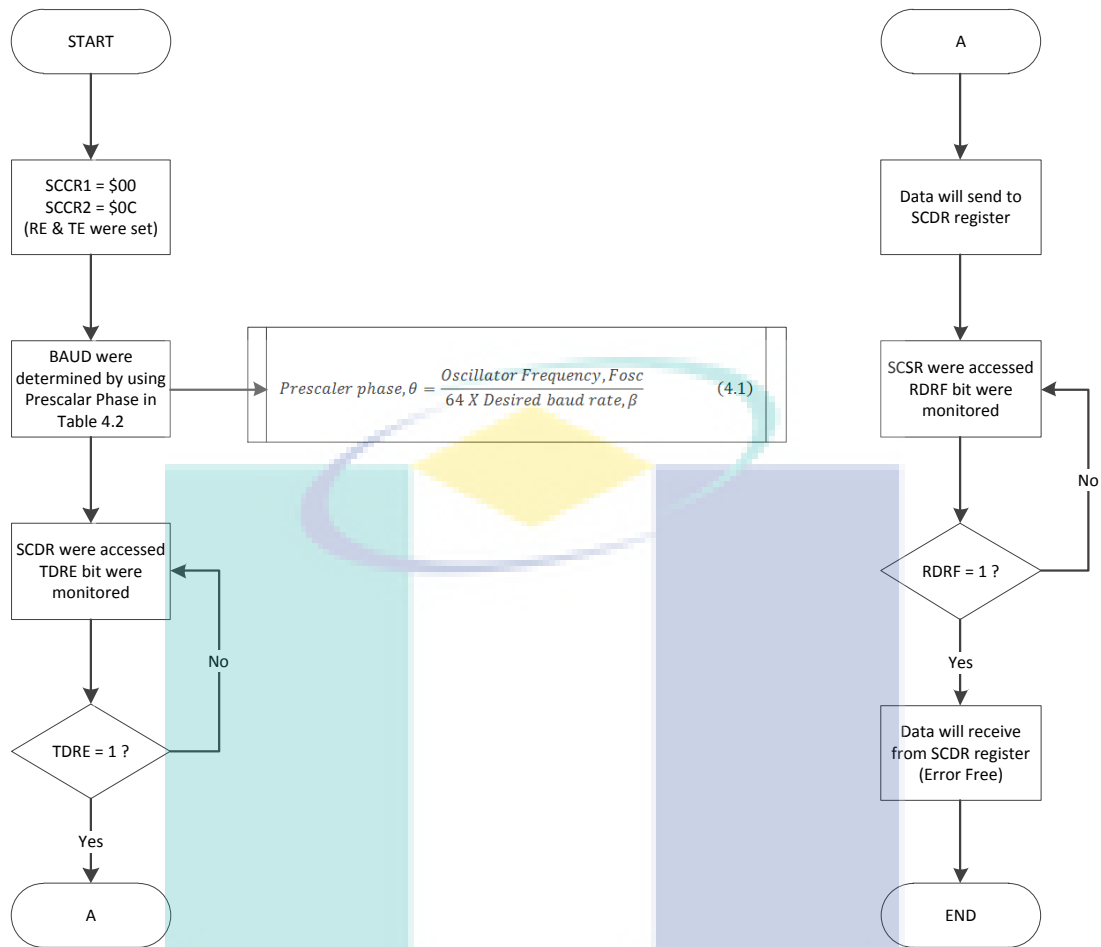 START
SCCR1 = $00
SCCR2 = $0C
(RE & TE were set)
BAUD were
determined by using
Prescalar Phase in
Table 4.2
Prescaler phase, θ = Oscillator Frequency, Fosc / 64 X Desired baud rate, β (4.1)
SCDR were accessed
TDRE bit were
monitored
No
TDRE = 1 ?
Yes
A
A
Data will send to
SCDR register
SCSR were accessed
RDRF bit were
monitored
No
RDRF = 1 ?
Yes
Data will receive
from SCDR register
(Error Free)
END